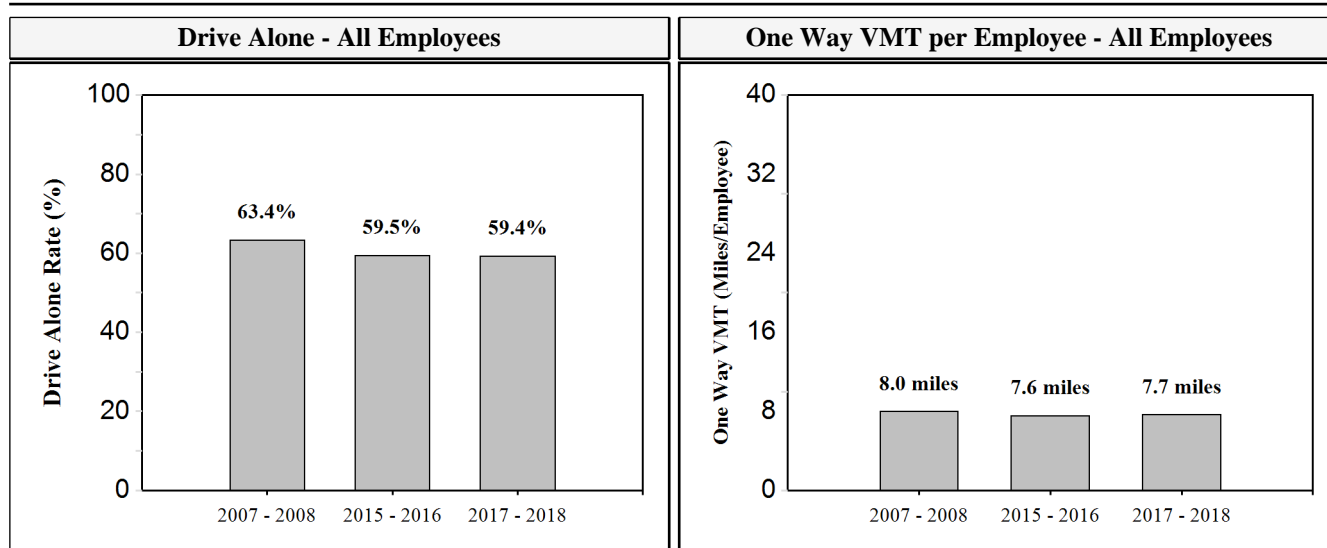 Drive Alone - All Employees
Drive Alone Rate (%)
100
80
60
40
20
0
63.4%
59.5%
59.4%
2007 - 2008
2015 - 2016
2017 - 2018
One Way VMT per Employee - All Employees
One Way VMT (Miles/Employee)
40
32
24
16
8
0
8.0 miles
7.6 miles
7.7 miles
2007 - 2008
2015 - 2016
2017 - 2018